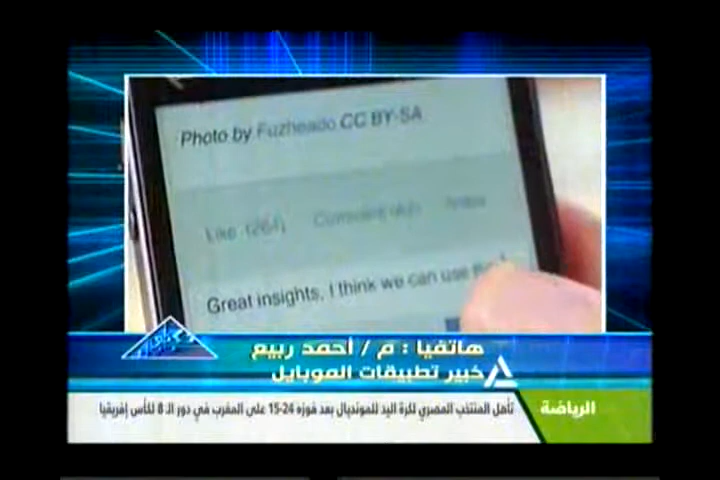 Photo by Fuzheado CC BY-SA
Like (264)
Great insights, I think we can use
هاتفيا : م / أحمد ربيع
خبير تطبيقات الموبايل
الرياضة
تأهل المنتخب المصري لكرة اليد للمونديال بعد فوزه 24-15 على المغرب في دور الـ 8 لكأس إفريقيا